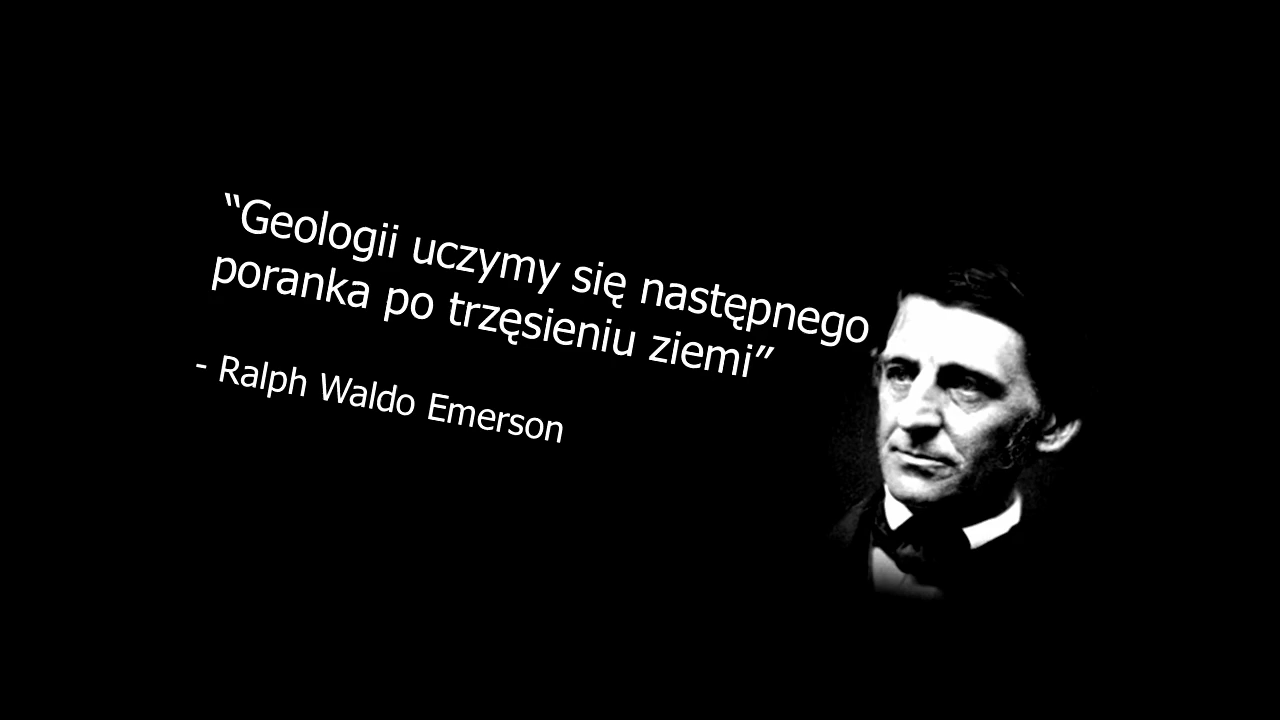 “Geologii uczymy się następnego
poranka po trzęsieniu ziemi”
- Ralph Waldo Emerson